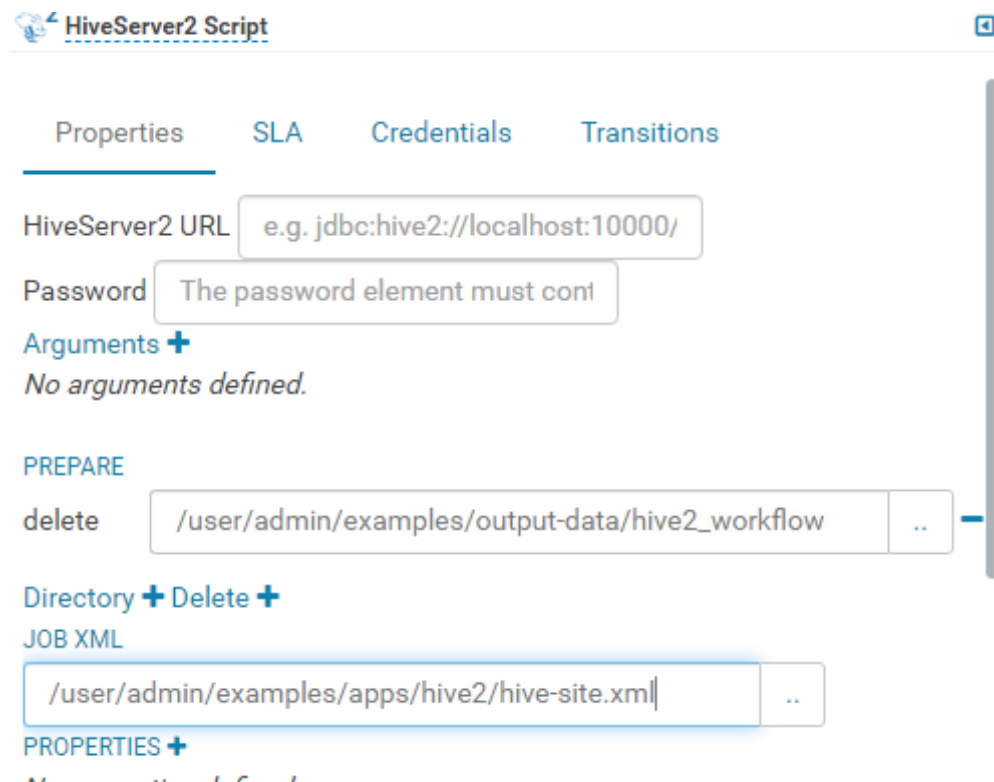 2 HiveServer2 Script
Properties SLA Credentials Transitions
HiveServer2 URL e.g. jdbc:hive2://localhost:10000/
Password The password element must cont
Arguments +
No arguments defined.
PREPARE
delete /user/admin/examples/output-data/hive2_workflow ..
Directory + Delete +
JOB XML
/user/admin/examples/apps/hive2/hive-site.xml ..
PROPERTIES +